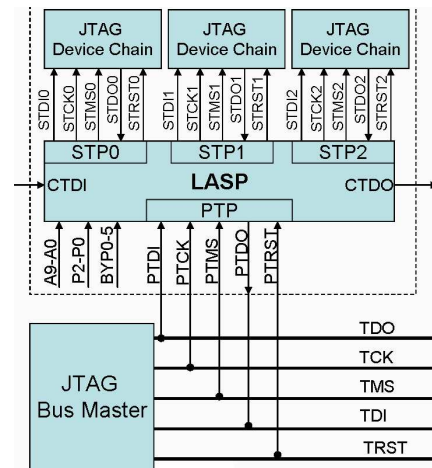 JTAG
Device Chain
JTAG
Device Chain
JTAG
Device Chain
STDI0
STCK0
STMS0
STDO0
STRST0
STDI1
STCK1
STMS1
STDO1
STRST1
STDI2
STCK2
STMS2
STDO2
STRST2
STP0
STP1
STP2
CTDI
LASP
CTDO
PTP
A9-A0
P2-P0
BYP0-5
PTDI
PTCK
PTMS
PTDO
PTRST
JTAG
Bus Master
TDO
TCK
TMS
TDI
TRST